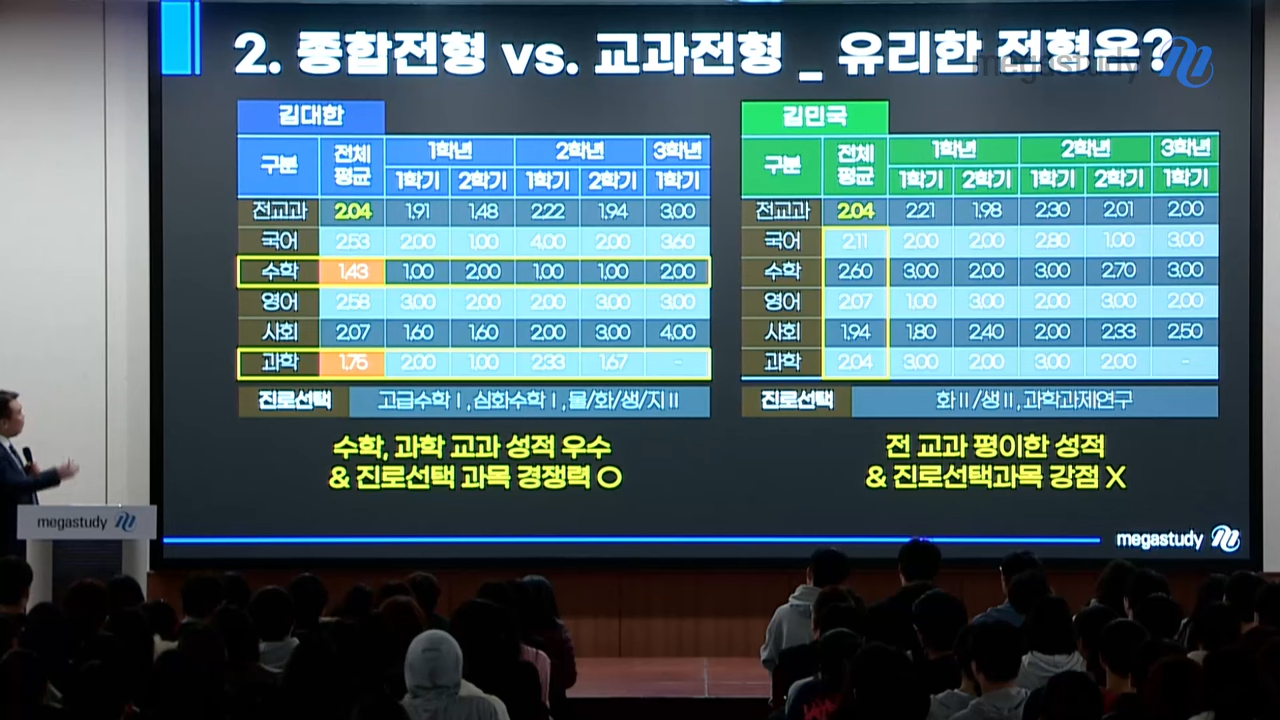 2. 종합전형 vs. 교과전형 _ 유리한 전형은?
megastudy
김대한
구분 전체 평균 1학년 2학년 3학년
1학기 2학기 1학기 2학기 1학기
전교과 2.04 1.91 1.48 2.22 1.94 3.00
국어 2.53 2.00 1.00 4.00 2.00 3.60
수학 1.43 1.00 2.00 1.00 1.00 2.00
영어 2.58 3.00 2.00 2.00 3.00 3.00
사회 2.07 1.60 1.60 2.00 3.00 4.00
과학 1.75 2.00 1.00 2.33 1.67 -
진로선택 고급수학Ⅰ, 심화수학Ⅰ, 물/화/생/지Ⅱ
수학, 과학 교과 성적 우수
& 진로선택 과목 경쟁력 O
김민국
구분 전체 평균 1학년 2학년 3학년
1학기 2학기 1학기 2학기 1학기
전교과 2.04 2.21 1.98 2.30 2.01 2.00
국어 2.11 2.00 2.00 2.80 1.00 3.00
수학 2.60 3.00 2.00 3.00 2.70 3.00
영어 2.07 1.00 3.00 2.00 3.00 2.00
사회 1.94 1.80 2.40 2.00 2.33 2.50
과학 2.04 3.00 2.00 3.00 2.00 -
진로선택 화Ⅱ/생Ⅱ, 과학과제연구
전 교과 평이한 성적
& 진로선택과목 강점 X
megastudy
megastudy